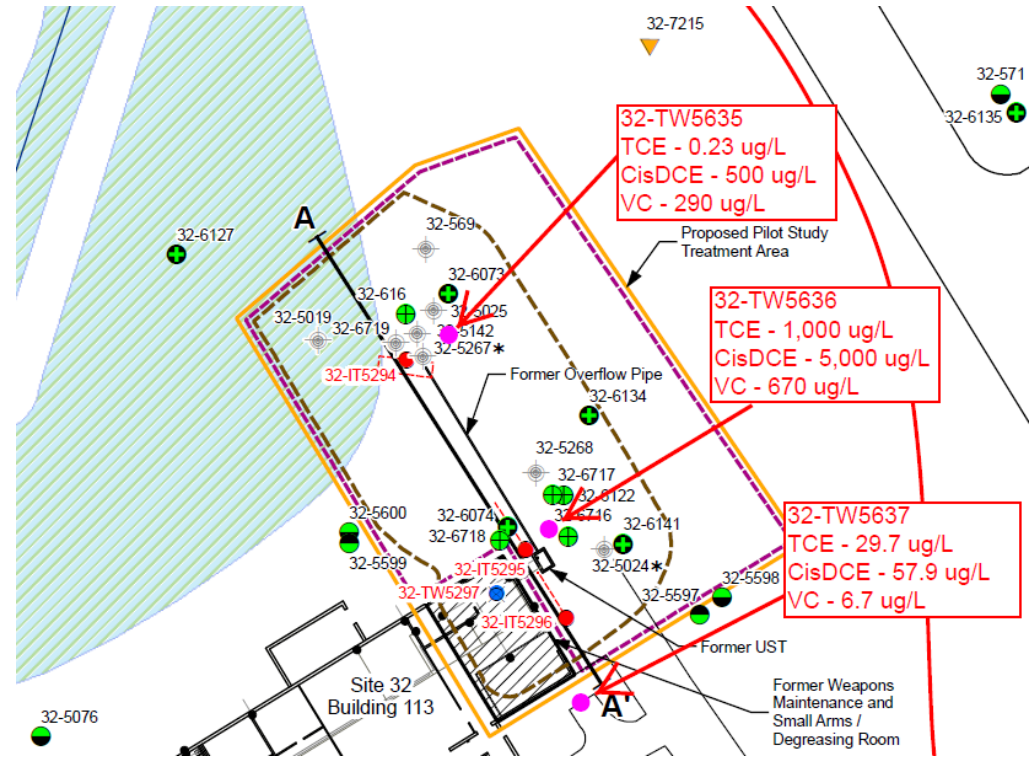 32-7215
32-571
32-6135
32-TW5635
TCE - 0.23 ug/L
CisDCE - 500 ug/L
VC - 290 ug/L
A
32-569
Proposed Pilot Study
Treatment Area
32-6127
32-6073
32-616
32-5025
32-TW5636
TCE - 1,000 ug/L
CisDCE - 5,000 ug/L
VC - 670 ug/L
32-5019
32-6719
32-5142
32-5267*
32-IT5294
Former Overflow Pipe
32-6134
32-5268
32-6717
32-6122
32-5600
32-6074
32-6716
32-6141
32-TW5637
TCE - 29.7 ug/L
CisDCE - 57.9 ug/L
VC - 6.7 ug/L
32-6718
32-5599
32-5024*
32-IT5295
32-5598
32-TW5297
32-5597
32-IT5296
Former UST
Site 32
Building 113
A'
Former Weapons
Maintenance and
Small Arms /
Degreasing Room
32-5076